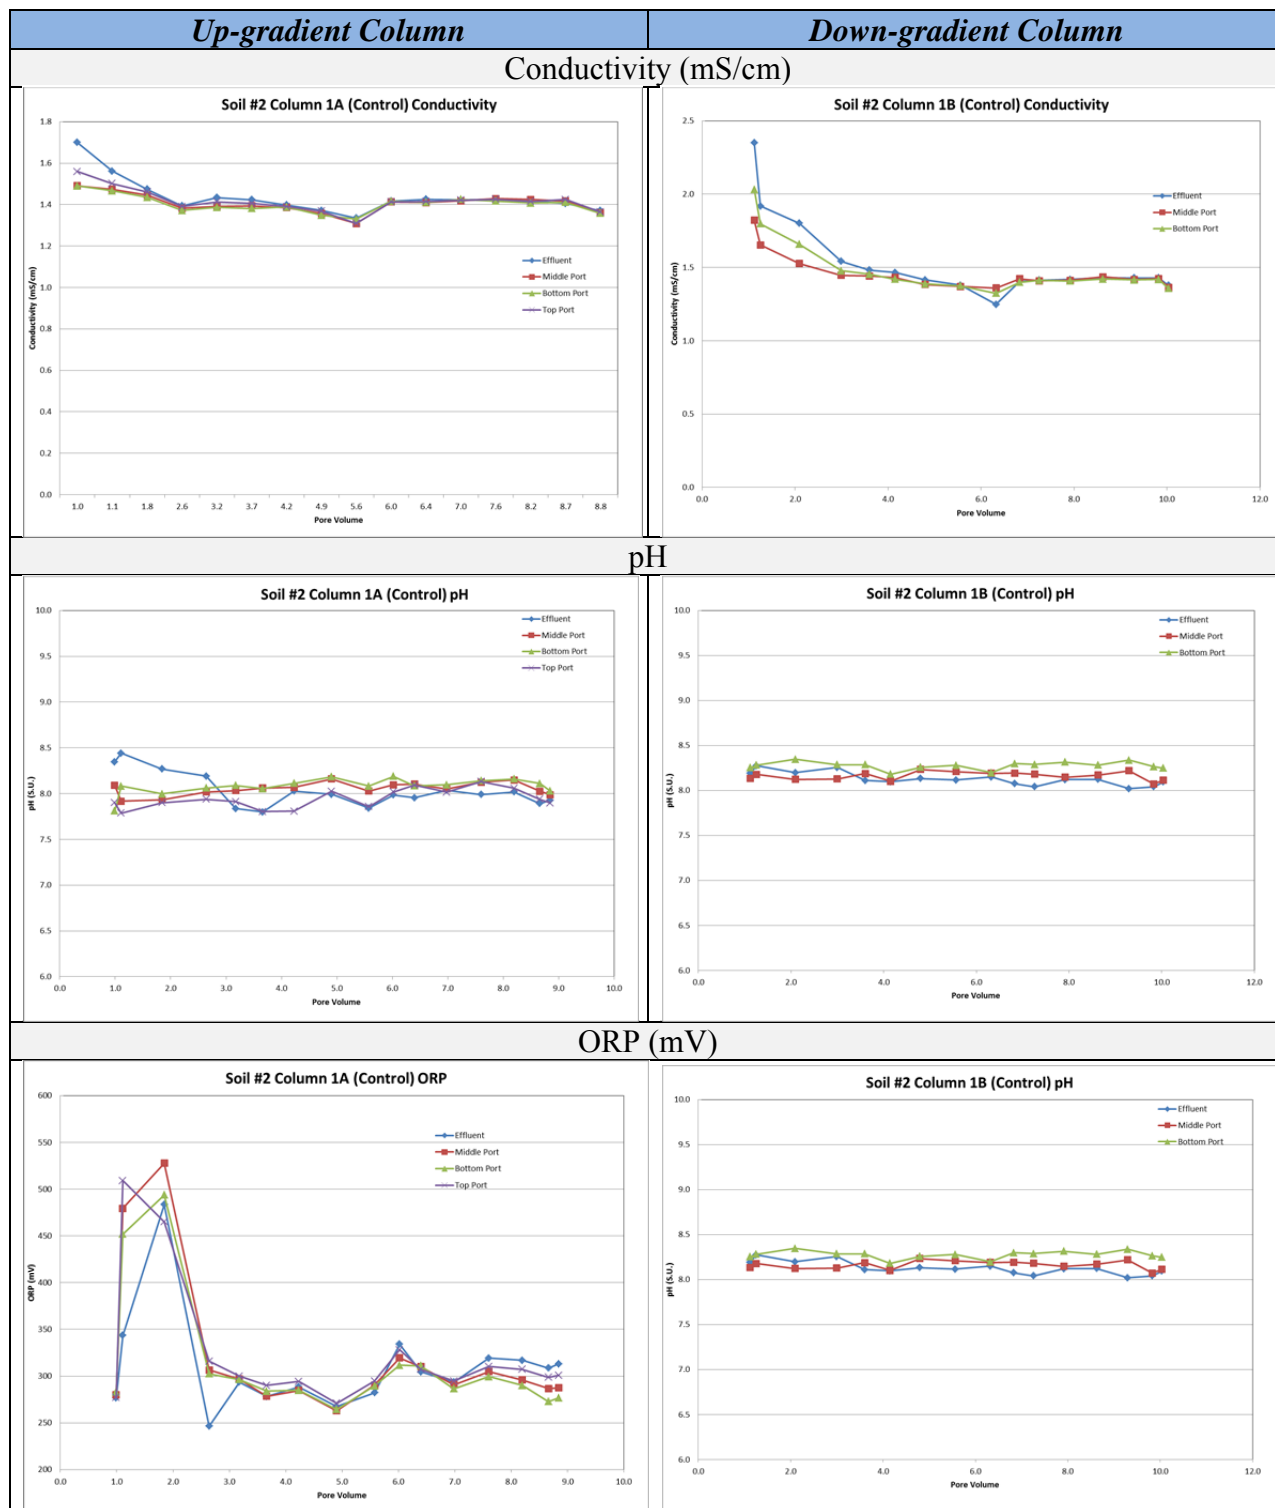 Up-gradient Column
Down-gradient Column
Conductivity (mS/cm)
Soil #2 Column 1A (Control) Conductivity
1.8
1.6
1.4
1.2
1.0
0.8
0.6
0.4
0.2
0.0
Conductivity (mS/cm)
Effluent
Middle Port
Bottom Port
Top Port
1.0 1.1 1.8 2.6 3.2 3.7 4.2 4.9 5.6 6.0 6.4 7.0 7.6 8.2 8.7 8.8
Pore Volume
Soil #2 Column 1B (Control) Conductivity
2.5
2.0
1.5
1.0
0.5
0.0
Conductivity (mS/cm)
Effluent
Middle Port
Bottom Port
0.0 2.0 4.0 6.0 8.0 10.0 12.0
Pore Volume
pH
Soil #2 Column 1A (Control) pH
10.0
9.5
9.0
8.5
8.0
7.5
7.0
6.5
6.0
pH (S.U.)
Effluent
Middle Port
Bottom Port
Top Port
0.0 1.0 2.0 3.0 4.0 5.0 6.0 7.0 8.0 9.0 10.0
Pore Volume
Soil #2 Column 1B (Control) pH
10.0
9.5
9.0
8.5
8.0
7.5
7.0
6.5
6.0
pH (S.U.)
Effluent
Middle Port
Bottom Port
0.0 2.0 4.0 6.0 8.0 10.0 12.0
Pore Volume
ORP (mV)
Soil #2 Column 1A (Control) ORP
600
550
500
450
400
350
300
250
200
ORP (mV)
Effluent
Middle Port
Bottom Port
Top Port
0.0 1.0 2.0 3.0 4.0 5.0 6.0 7.0 8.0 9.0 10.0
Pore Volume
Soil #2 Column 1B (Control) pH
10.0
9.5
9.0
8.5
8.0
7.5
7.0
6.5
6.0
pH (S.U.)
Effluent
Middle Port
Bottom Port
0.0 2.0 4.0 6.0 8.0 10.0 12.0
Pore Volume